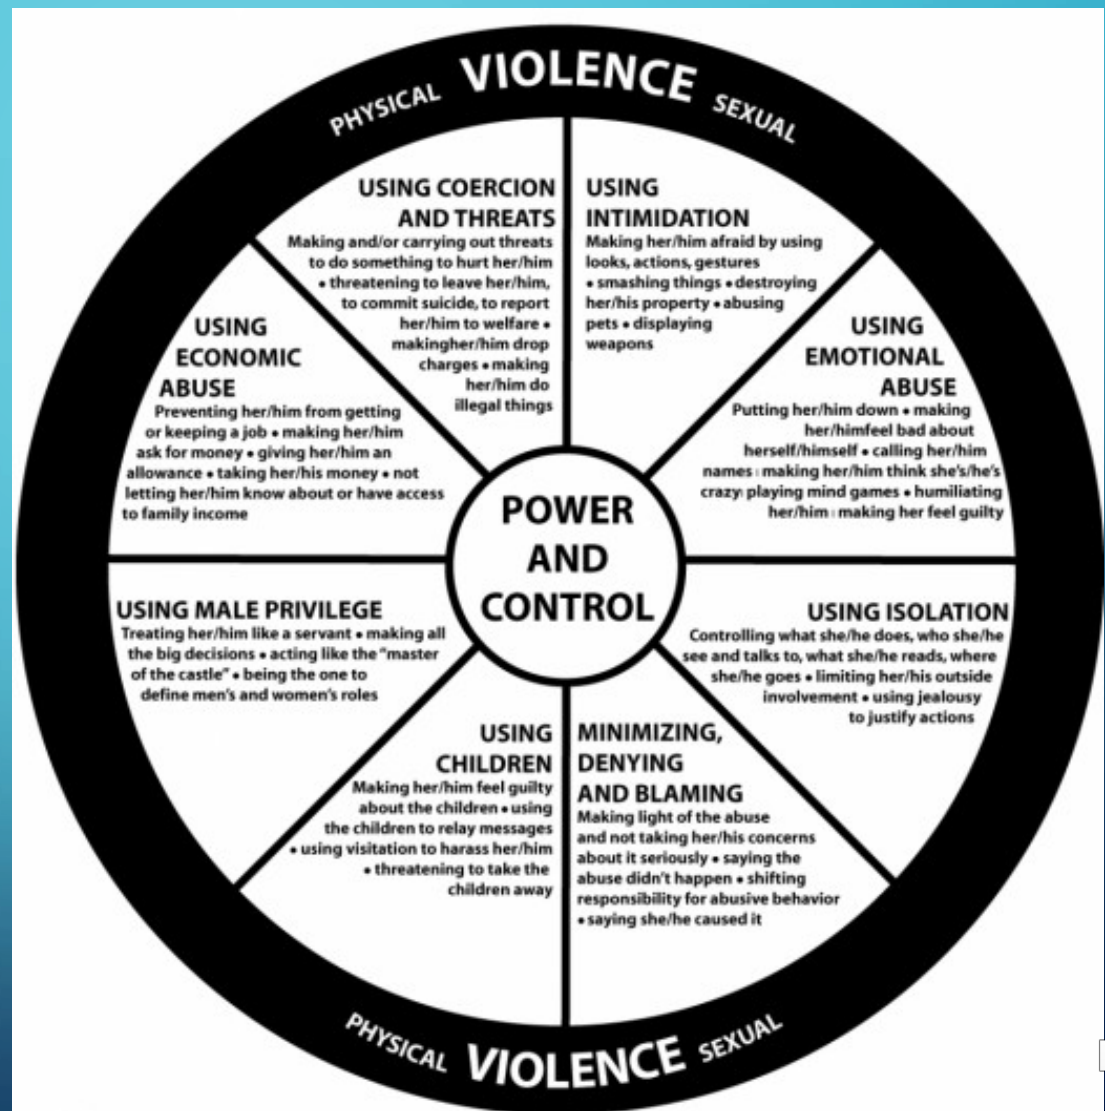 PHYSICAL VIOLENCE SEXUAL
USING COERCION
AND THREATS
Making and/or carrying out threats
to do something to hurt her/him
• threatening to leave her/him,
to commit suicide, to report
her/him to welfare •
makingher/him drop
charges • making
her/him do
illegal things
USING
INTIMIDATION
Making her/him afraid by using
looks, actions, gestures
• smashing things • destroying
her/his property • abusing
pets • displaying
weapons
USING
ECONOMIC
ABUSE
Preventing her/him from getting
or keeping a job • making her/him
ask for money • giving her/him an
allowance • taking her/his money • not
letting her/him know about or have access
to family income
USING
EMOTIONAL
ABUSE
Putting her/him down • making
her/himfeel bad about
herself/himself • calling her/him
names making her/him think she's/he's
crazy playing mind games • humiliating
her/him making her feel guilty
POWER
AND
CONTROL
USING MALE PRIVILEGE
Treating her/him like a servant • making all
the big decisions • acting like the "master
of the castle" • being the one to
define men's and women's roles
USING ISOLATION
Controlling what she/he does, who she/he
see and talks to, what she/he reads, where
she/he goes • limiting her/his outside
involvement • using jealousy
to justify actions
USING
CHILDREN
Making her/him feel guilty
about the children • using
the children to relay messages
• using visitation to harass her/him
• threatening to take the
children away
MINIMIZING,
DENYING
AND BLAMING
Making light of the abuse
and not taking her/his concerns
about it seriously • saying the
abuse didn't happen • shifting
responsibility for abusive behavior
• saying she/he caused it
PHYSICAL VIOLENCE SEXUAL